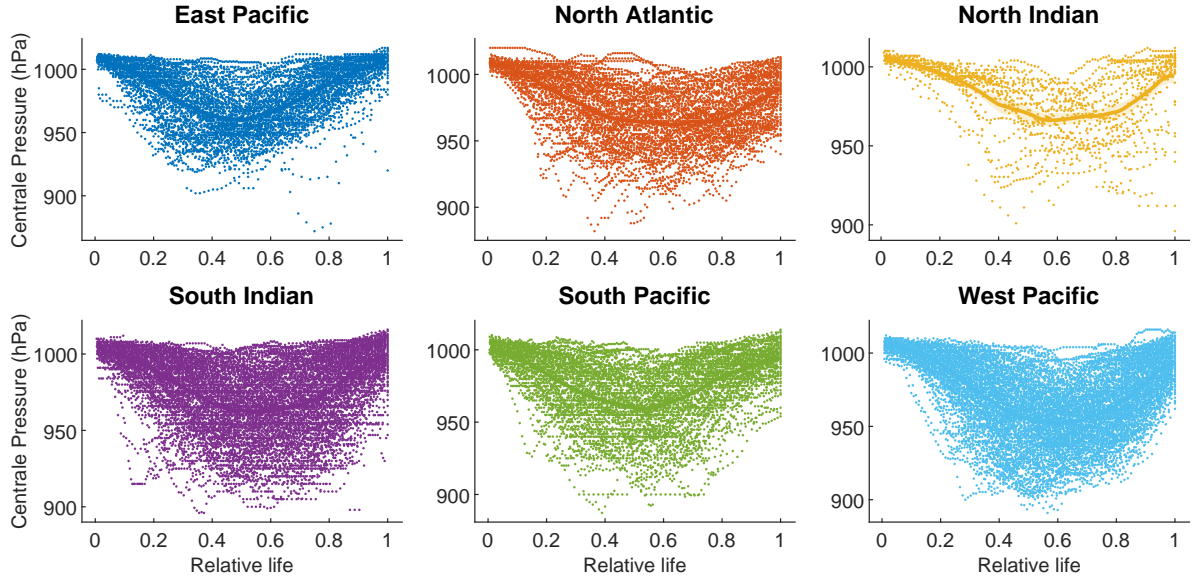 East Pacific
North Atlantic
North Indian
Centrale Pressure (hPa)
1000
950
900
0 0.2 0.4 0.6 0.8 1
1000
950
900
0 0.2 0.4 0.6 0.8 1
1000
950
900
0 0.2 0.4 0.6 0.8 1
South Indian
South Pacific
West Pacific
Centrale Pressure (hPa)
1000
950
900
0 0.2 0.4 0.6 0.8 1
Relative life
1000
950
900
0 0.2 0.4 0.6 0.8 1
Relative life
1000
950
900
0 0.2 0.4 0.6 0.8 1
Relative life